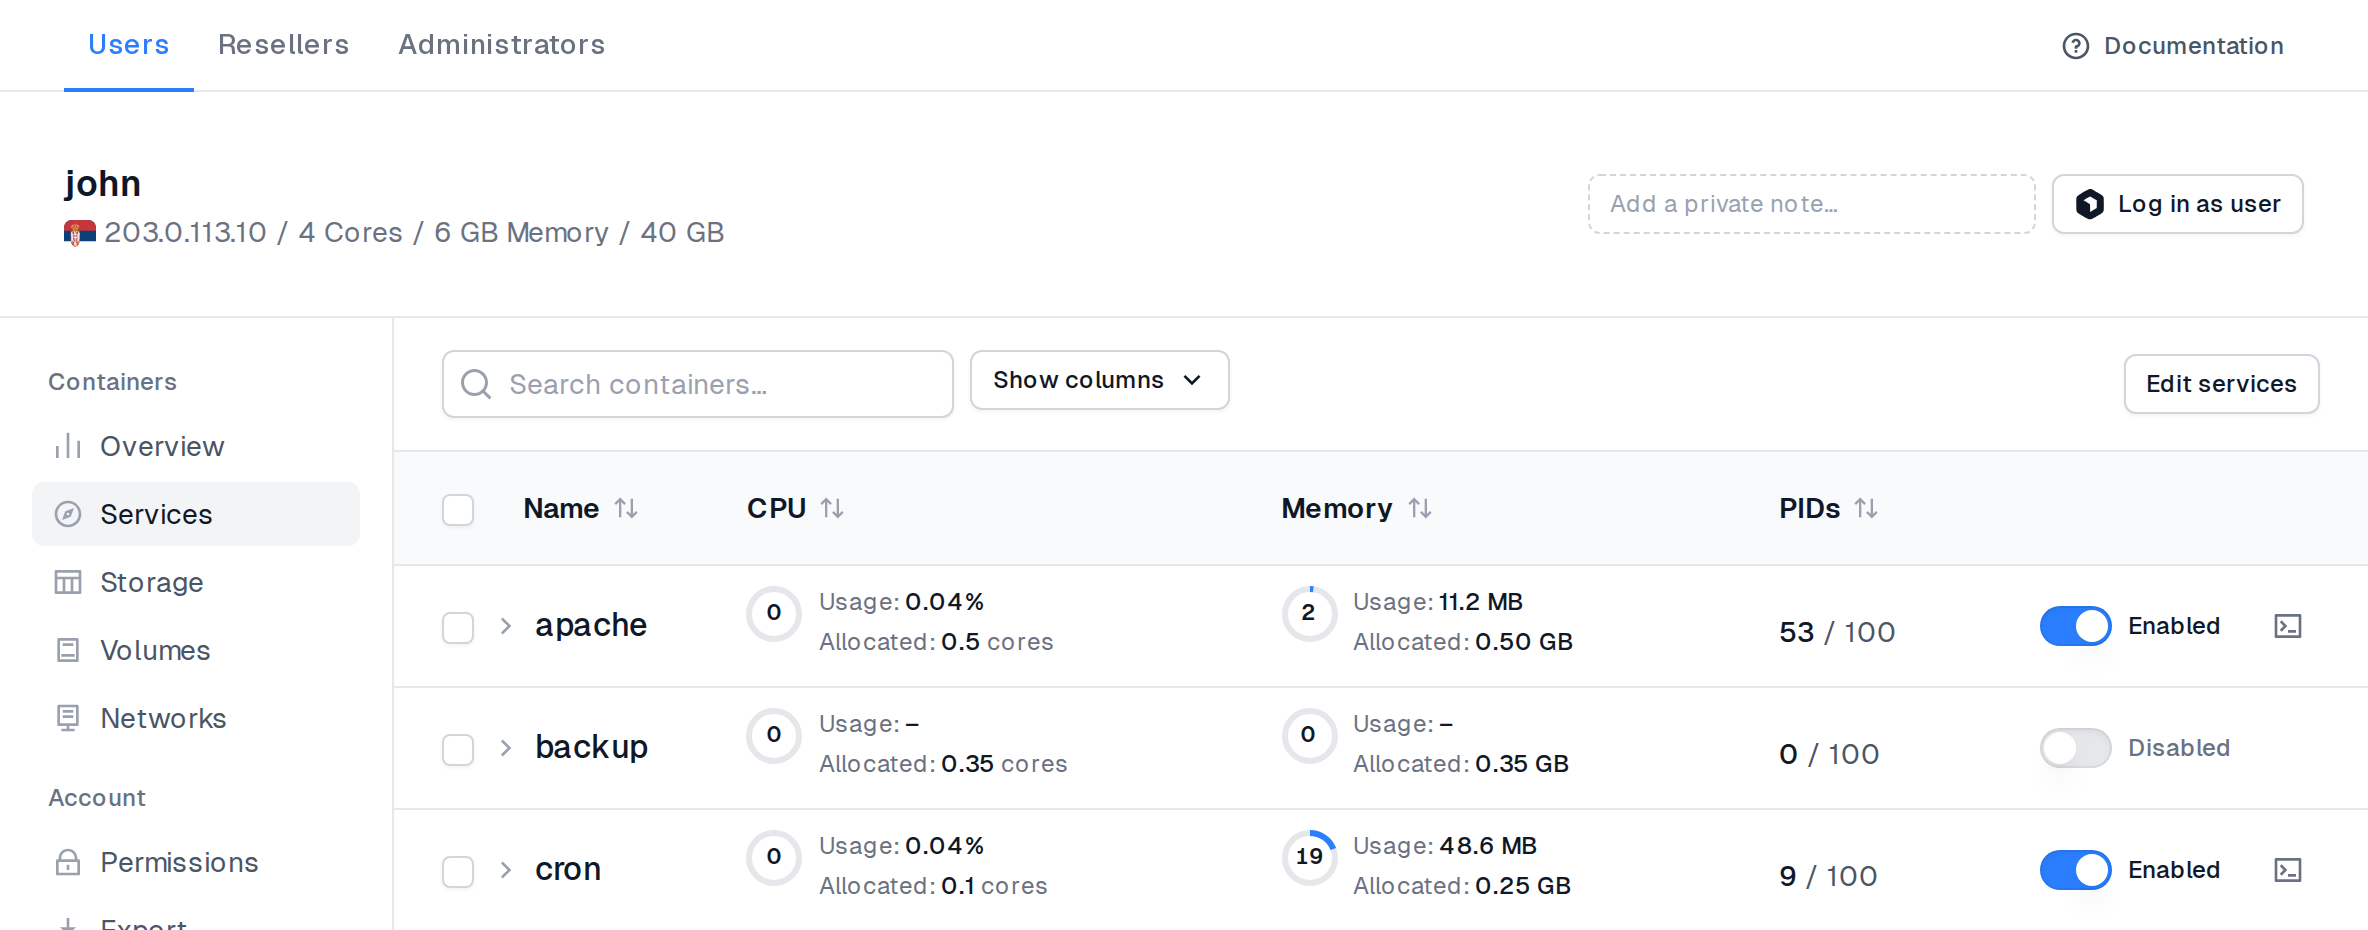 Users Resellers Administrators Documentation
john
203.0.113.10 / 4 Cores / 6 GB Memory / 40 GB
Add a private note…
Log in as user
Containers
Overview
Services
Storage
Volumes
Networks
Account
Permissions
Export
Search containers…
Show columns
Edit services
Name CPU Memory PIDs
apache
0
Usage: 0.04%
Allocated: 0.5 cores
2
Usage: 11.2 MB
Allocated: 0.50 GB
53 / 100
Enabled
backup
0
Usage: –
Allocated: 0.35 cores
0
Usage: –
Allocated: 0.35 GB
0 / 100
Disabled
cron
0
Usage: 0.04%
Allocated: 0.1 cores
19
Usage: 48.6 MB
Allocated: 0.25 GB
9 / 100
Enabled